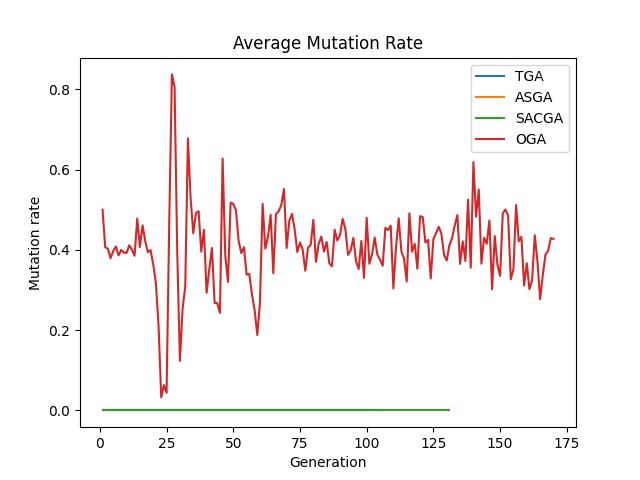 Average Mutation Rate
TGA
ASGA
SACGA
OGA
Mutation rate
0.8
0.6
0.4
0.2
0.0
0 25 50 75 100 125 150 175
Generation